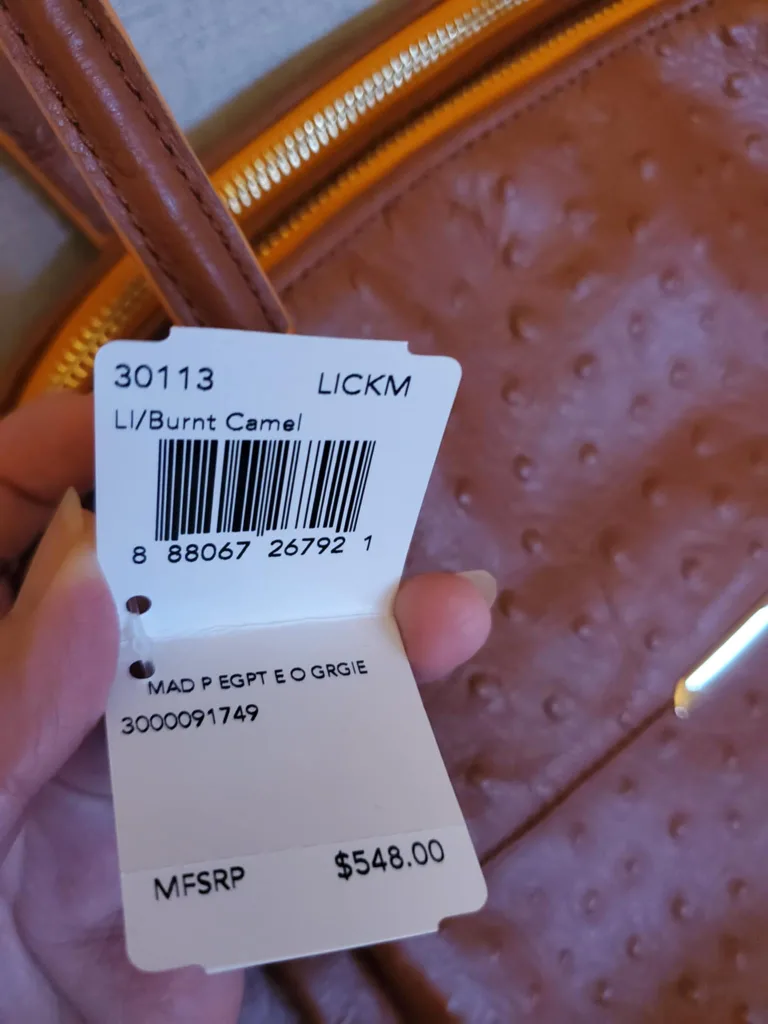 30113 LICKM
LI/Burnt Camel
8 88067 26792 1
MAD P EGPT E O GRGIE
3000091749
MFSRP $548.00